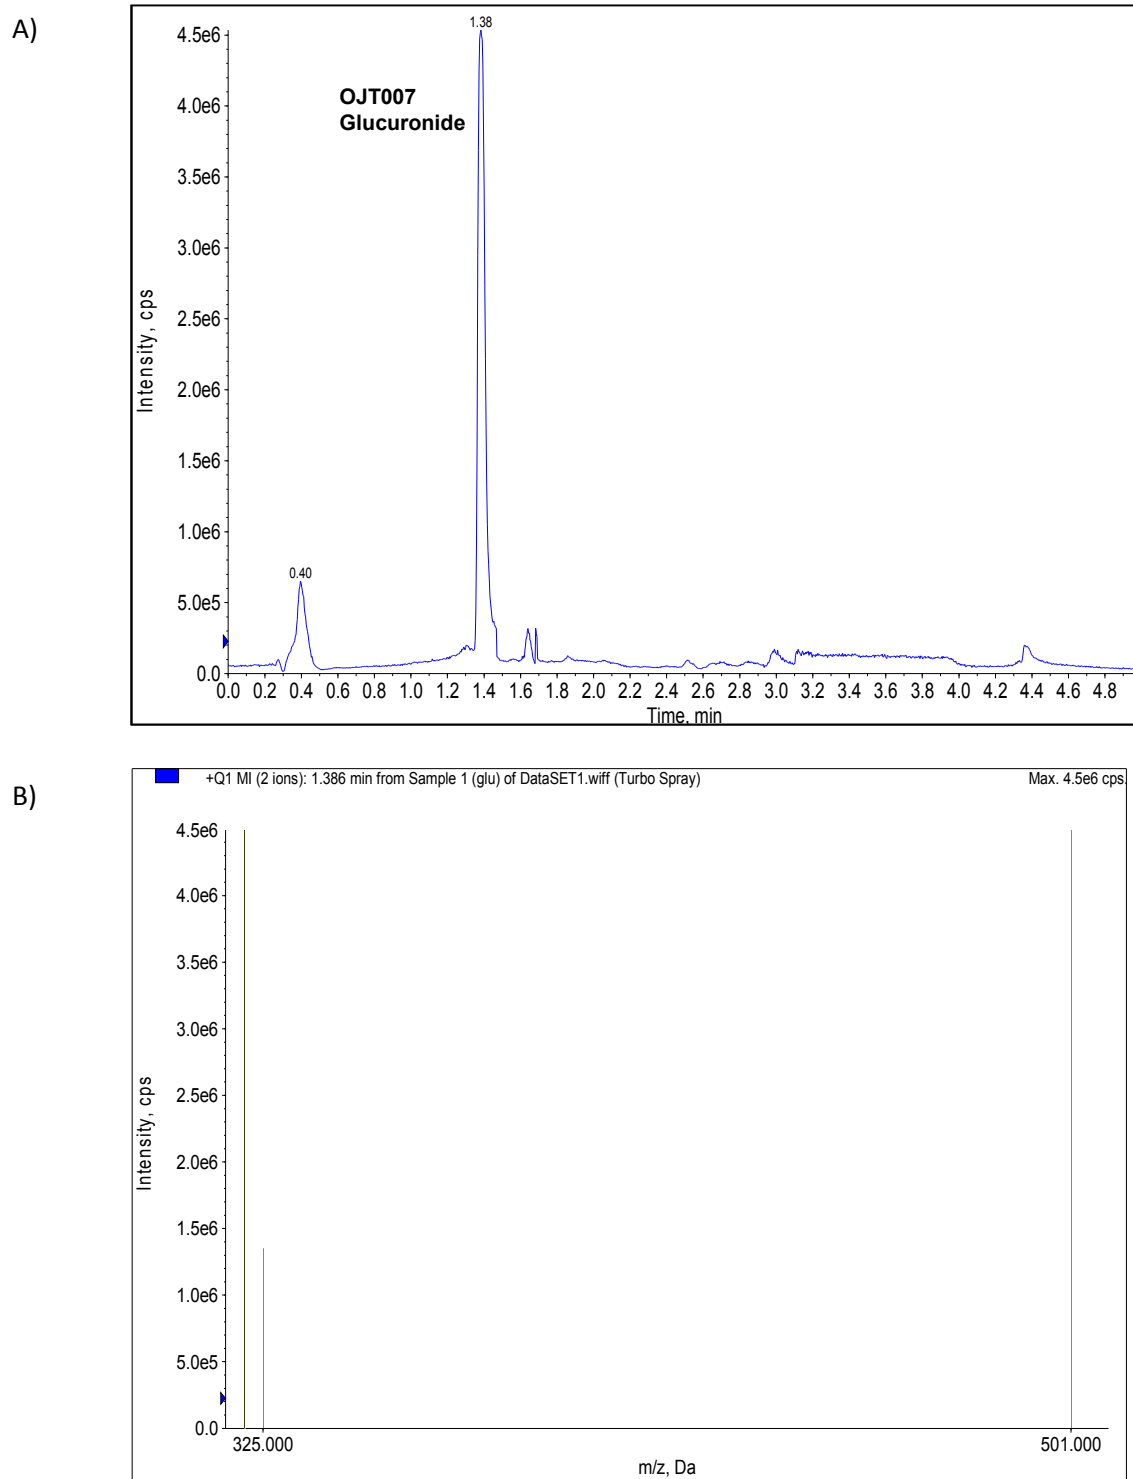 A)
1.38
4.5e6
OJT007
Glucuronide
4.0e6
3.5e6
3.0e6
2.5e6
2.0e6
1.5e6
1.0e6
5.0e5
0.0
Intensity, cps
0.40
0.0 0.2 0.4 0.6 0.8 1.0 1.2 1.4 1.6 1.8 2.0 2.2 2.4 2.6 2.8 3.0 3.2 3.4 3.6 3.8 4.0 4.2 4.4 4.6 4.8
Time, min
B)
+Q1 MI (2 ions): 1.386 min from Sample 1 (glu) of DataSET1.wiff (Turbo Spray) Max. 4.5e6 cps.
4.5e6
4.0e6
3.5e6
3.0e6
2.5e6
2.0e6
1.5e6
1.0e6
5.0e5
0.0
Intensity, cps
325.000 501.000
m/z, Da